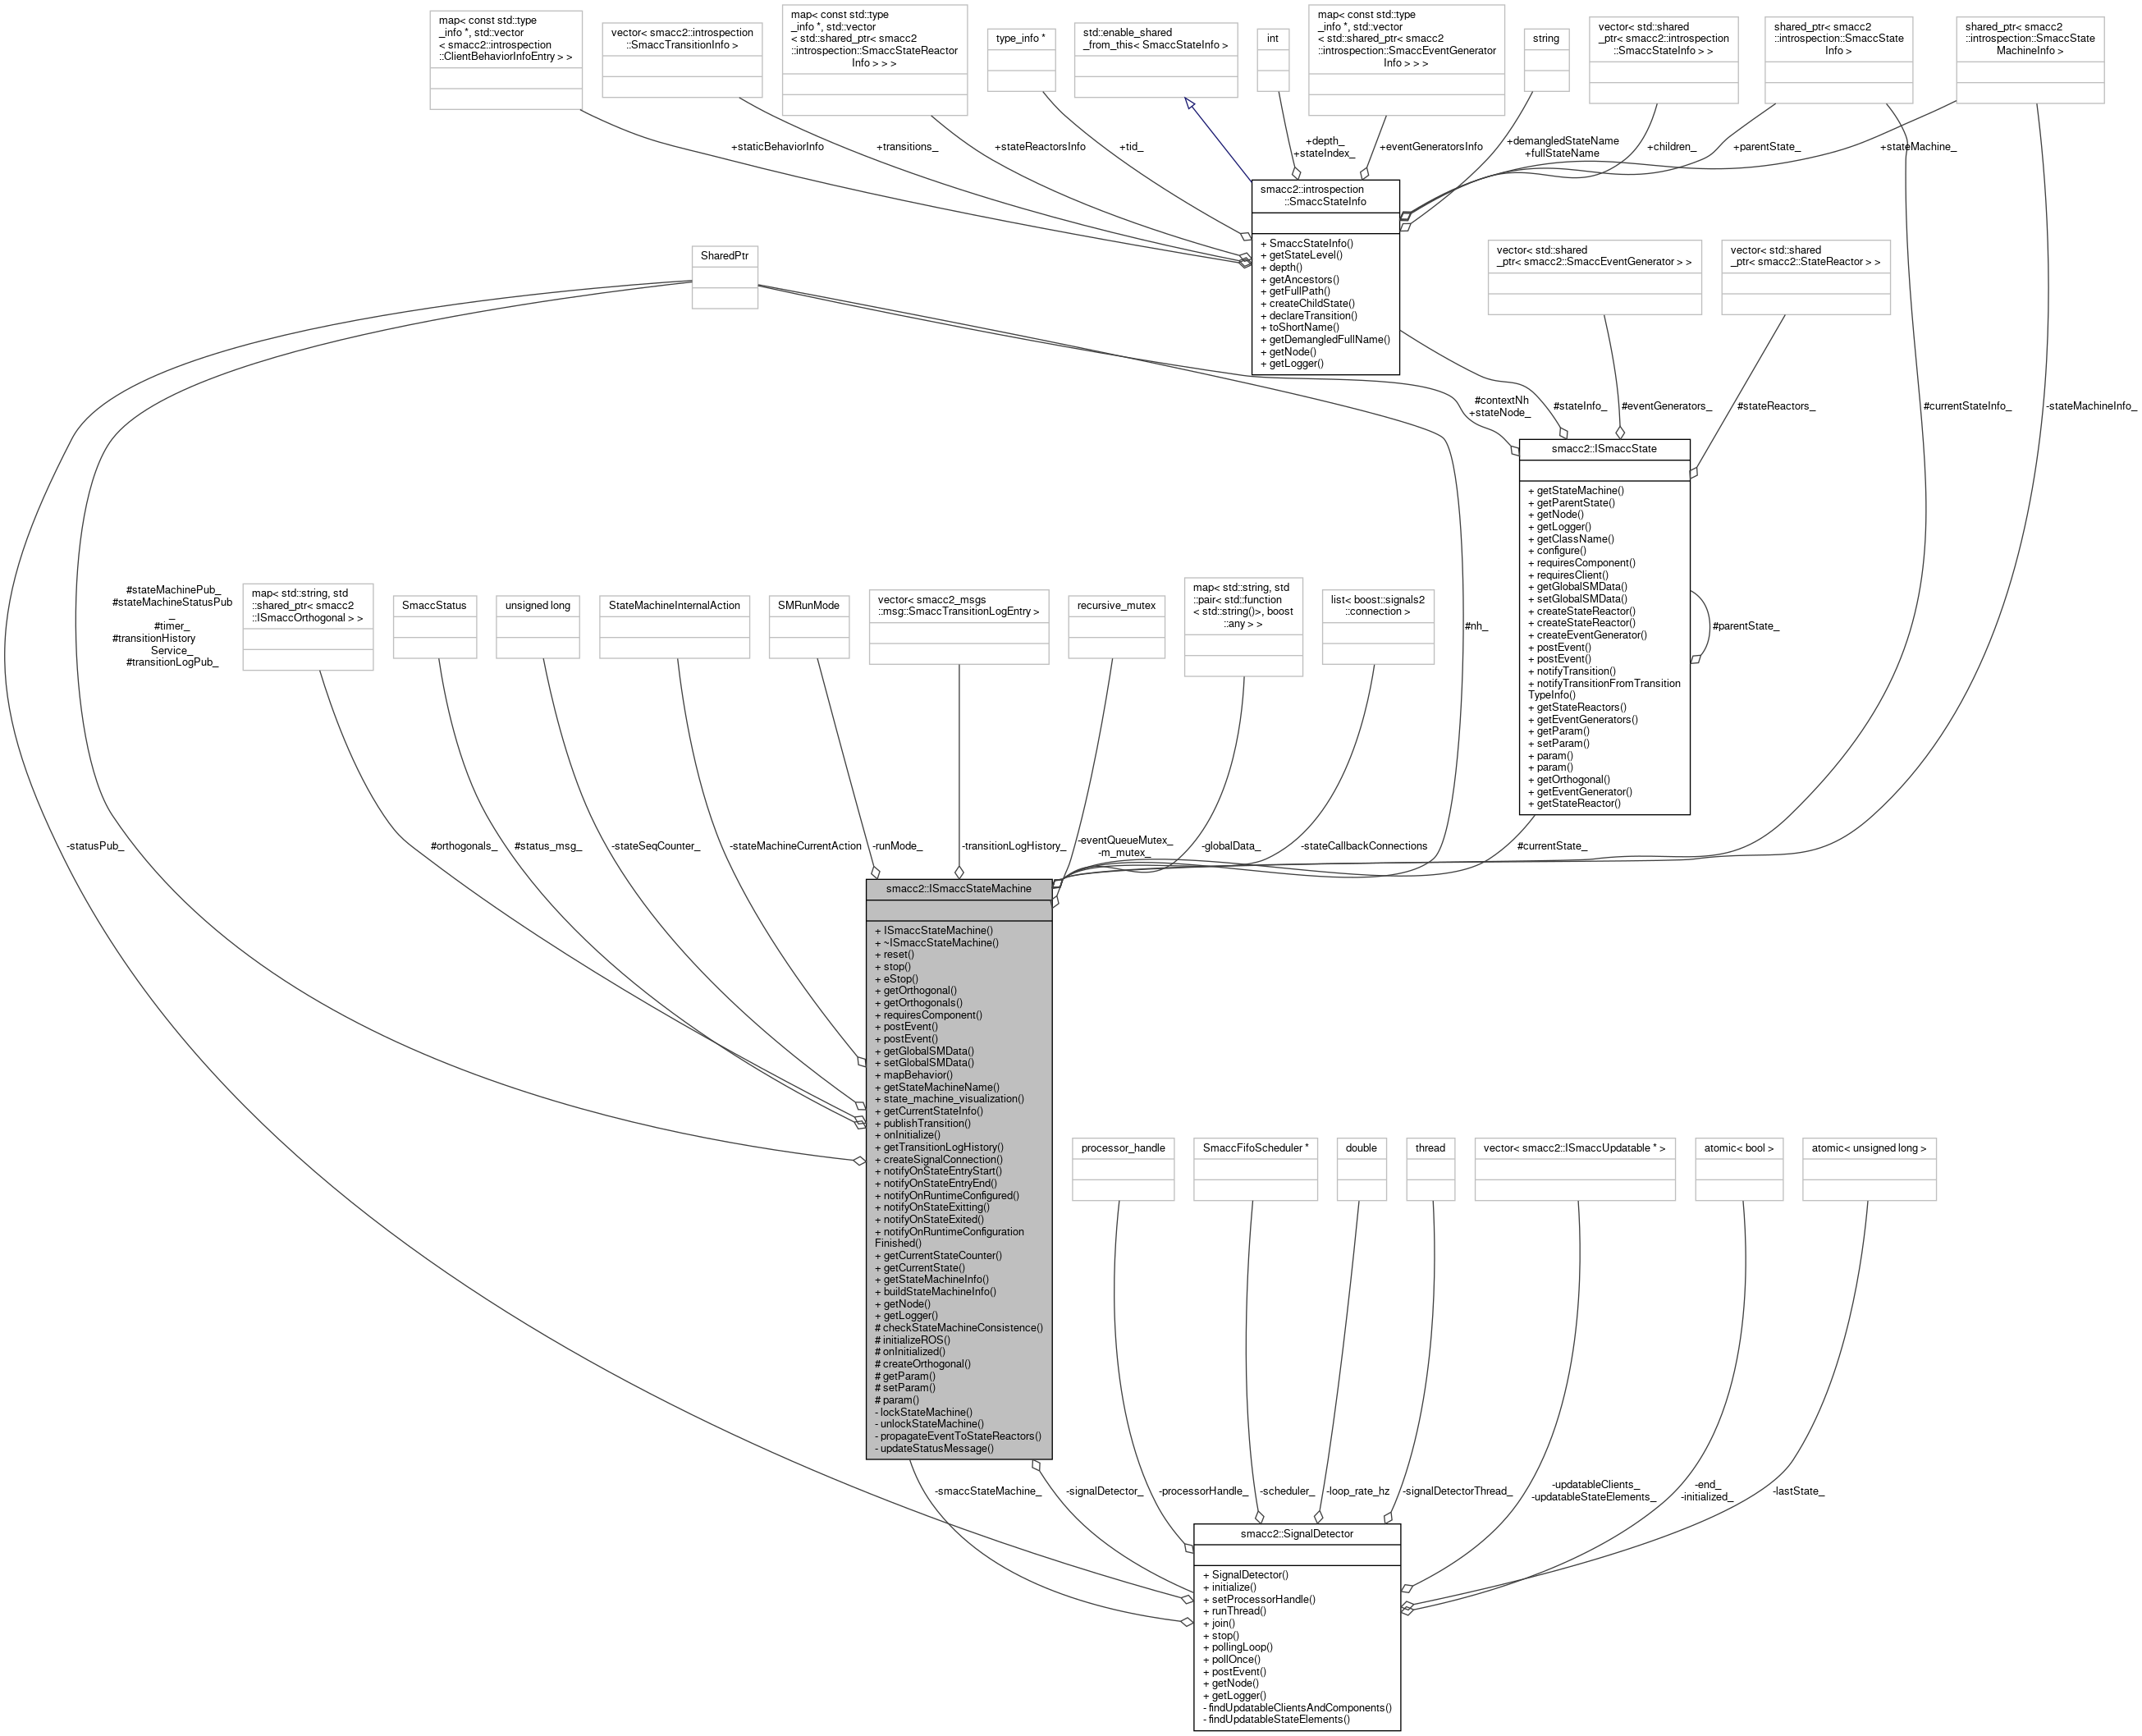 map< const std::type
_info *, std::vector
< smacc2::introspection
::ClientBehaviorInfoEntry > >
vector< smacc2::introspection
::SmaccTransitionInfo >
map< const std::type
_info *, std::vector
< std::shared_ptr< smacc2
::introspection::SmaccStateReactor
Info > > >
type_info *
std::enable_shared
_from_this< SmaccStateInfo >
int
map< const std::type
_info *, std::vector
< std::shared_ptr< smacc2
::introspection::SmaccEventGenerator
Info > > >
string
vector< std::shared
_ptr< smacc2::introspection
::SmaccStateInfo > >
shared_ptr< smacc2
::introspection::SmaccState
Info >
shared_ptr< smacc2
::introspection::SmaccState
MachineInfo >
+staticBehaviorInfo
+transitions_
+stateReactorsInfo
+tid_
+depth_
+stateIndex_
+eventGeneratorsInfo
+demangledStateName
+fullStateName
+children_
+parentState_
+stateMachine_
smacc2::introspection
::SmaccStateInfo
+ SmaccStateInfo()
+ getStateLevel()
+ depth()
+ getAncestors()
+ getFullPath()
+ createChildState()
+ declareTransition()
+ toShortName()
+ getDemangledFullName()
+ getNode()
+ getLogger()
SharedPtr
vector< std::shared
_ptr< smacc2::SmaccEventGenerator > >
vector< std::shared
_ptr< smacc2::StateReactor > >
#contextNh
+stateNode_
#stateInfo_
#eventGenerators_
#stateReactors_
#currentStateInfo_
-stateMachineInfo_
smacc2::ISmaccState
+ getStateMachine()
+ getParentState()
+ getNode()
+ getLogger()
+ getClassName()
+ configure()
+ requiresComponent()
+ requiresClient()
+ getGlobalSMData()
+ setGlobalSMData()
+ createStateReactor()
+ createStateReactor()
+ createEventGenerator()
+ postEvent()
+ postEvent()
+ notifyTransition()
+ notifyTransitionFromTransition
TypeInfo()
+ getStateReactors()
+ getEventGenerators()
+ getParam()
+ setParam()
+ param()
+ param()
+ getOrthogonal()
+ getEventGenerator()
+ getStateReactor()
#parentState_
#stateMachinePub_
#stateMachineStatusPub
_
#timer_
#transitionHistory
Service_
#transitionLogPub_
map< std::string, std
::shared_ptr< smacc2
::ISmaccOrthogonal > >
SmaccStatus
unsigned long
StateMachineInternalAction
SMRunMode
vector< smacc2_msgs
::msg::SmaccTransitionLogEntry >
recursive_mutex
map< std::string, std
::pair< std::function
< std::string()>, boost
::any > >
list< boost::signals2
::connection >
#nh_
-statusPub_
#orthogonals_
#status_msg_
-stateSeqCounter_
-stateMachineCurrentAction
-runMode_
-transitionLogHistory_
-eventQueueMutex_
-m_mutex_
-globalData_
-stateCallbackConnections
#currentState_
smacc2::ISmaccStateMachine
+ ISmaccStateMachine()
+ ~ISmaccStateMachine()
+ reset()
+ stop()
+ eStop()
+ getOrthogonal()
+ getOrthogonals()
+ requiresComponent()
+ postEvent()
+ postEvent()
+ getGlobalSMData()
+ setGlobalSMData()
+ mapBehavior()
+ getStateMachineName()
+ state_machine_visualization()
+ getCurrentStateInfo()
+ publishTransition()
+ onInitialize()
+ getTransitionLogHistory()
+ createSignalConnection()
+ notifyOnStateEntryStart()
+ notifyOnStateEntryEnd()
+ notifyOnRuntimeConfigured()
+ notifyOnStateExitting()
+ notifyOnStateExited()
+ notifyOnRuntimeConfiguration
Finished()
+ getCurrentStateCounter()
+ getCurrentState()
+ getStateMachineInfo()
+ buildStateMachineInfo()
+ getNode()
+ getLogger()
# checkStateMachineConsistence()
# initializeROS()
# onInitialized()
# createOrthogonal()
# getParam()
# setParam()
# param()
- lockStateMachine()
- unlockStateMachine()
- propagateEventToStateReactors()
- updateStatusMessage()
processor_handle
SmaccFifoScheduler *
double
thread
vector< smacc2::ISmaccUpdatable * >
atomic< bool >
atomic< unsigned long >
-smaccStateMachine_
-signalDetector_
-processorHandle_
-scheduler_
-loop_rate_hz
-signalDetectorThread_
-updatableClients_
-updatableStateElements_
-end_
-initialized_
-lastState_
smacc2::SignalDetector
+ SignalDetector()
+ initialize()
+ setProcessorHandle()
+ runThread()
+ join()
+ stop()
+ pollingLoop()
+ pollOnce()
+ postEvent()
+ getNode()
+ getLogger()
- findUpdatableClientsAndComponents()
- findUpdatableStateElements()